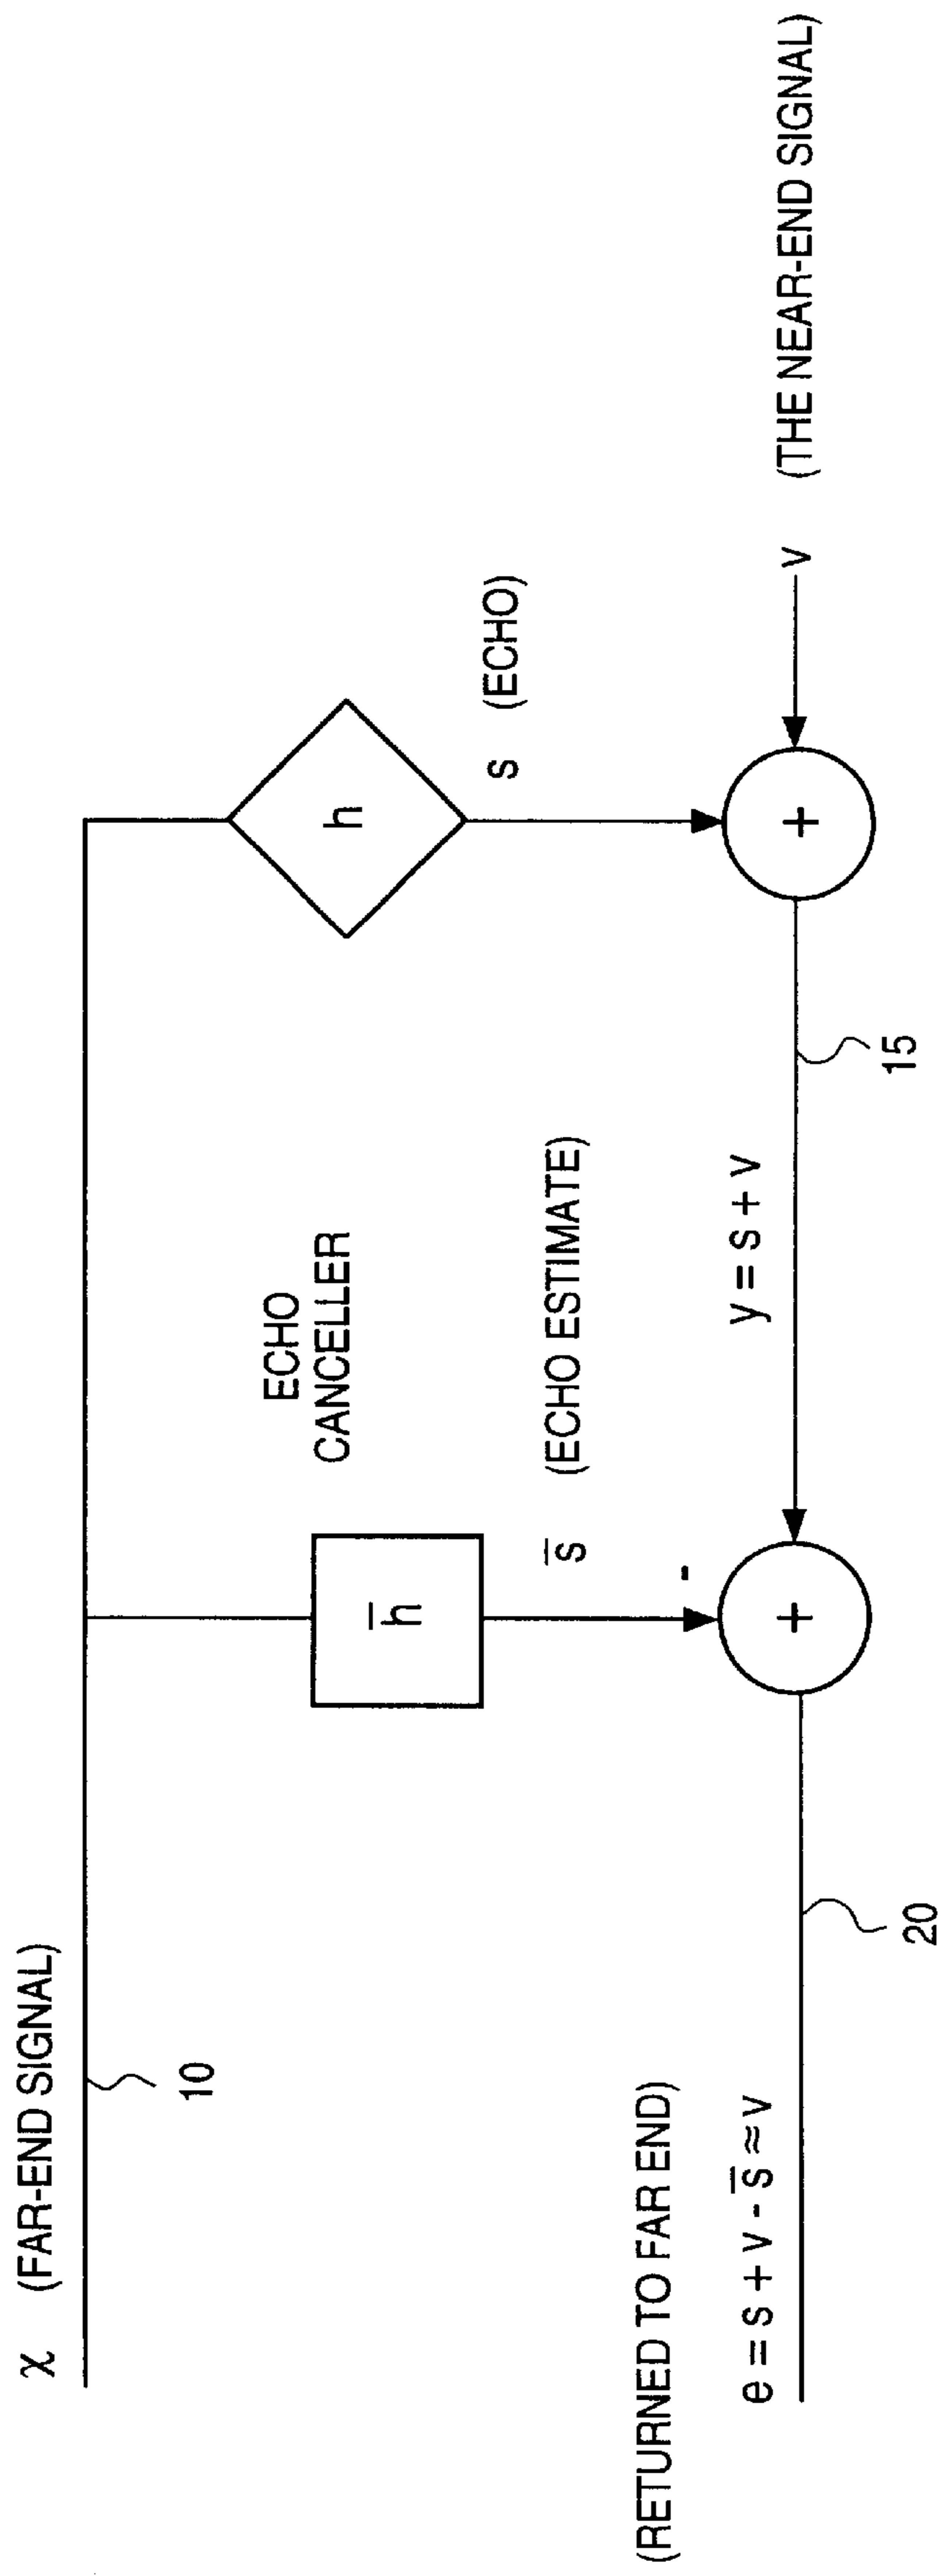 χ (FAR-END SIGNAL)
10
ECHO
CANCELLER
h̅
h
s̅ (ECHO ESTIMATE)
s (ECHO)
-
+
+
y = s + v
v (THE NEAR-END SIGNAL)
15
(RETURNED TO FAR END)
e = s + v - s̅ ≈ v
20